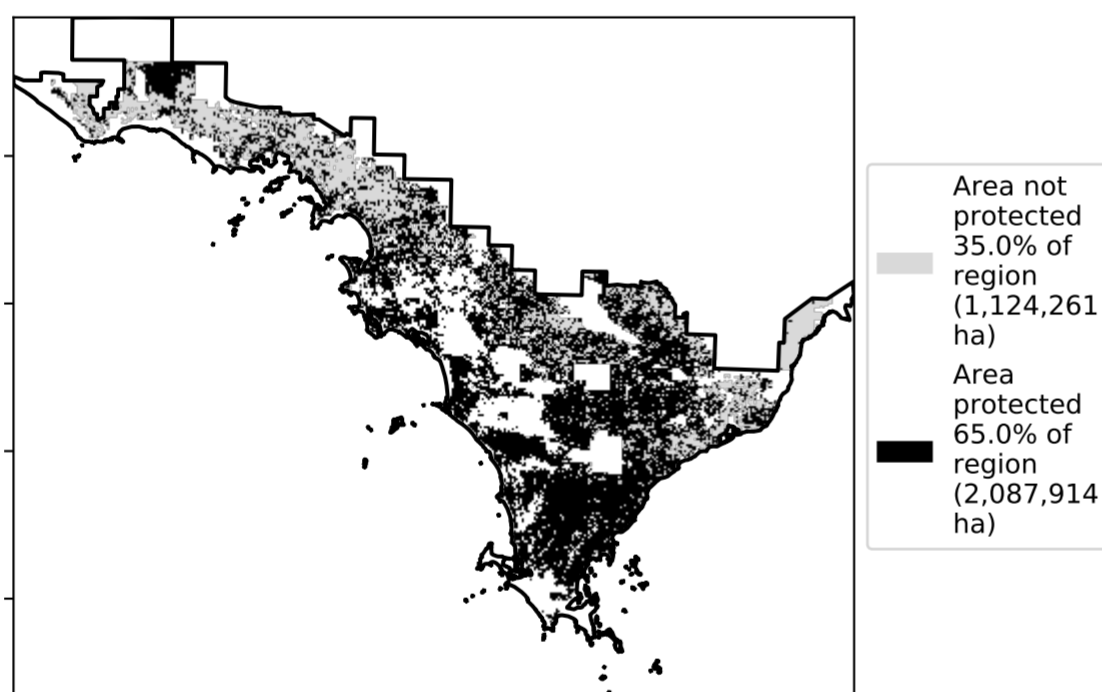 Area not
protected
35.0% of
region
(1,124,261
ha)
Area
protected
65.0% of
region
(2,087,914
ha)